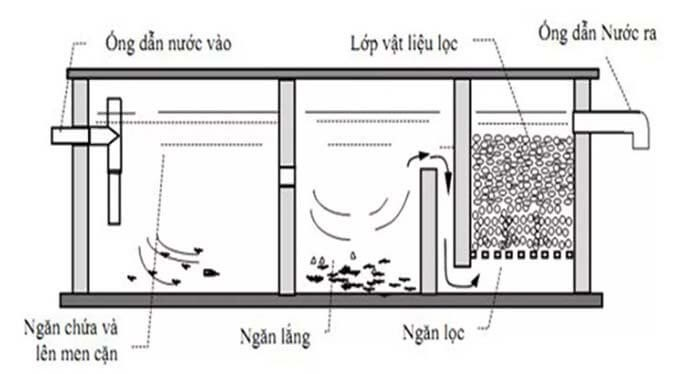 Ống dẫn nước vào
Lớp vật liệu lọc
Ống dẫn Nước ra
Ngăn chứa và
lên men cặn
Ngăn lắng
Ngăn lọc